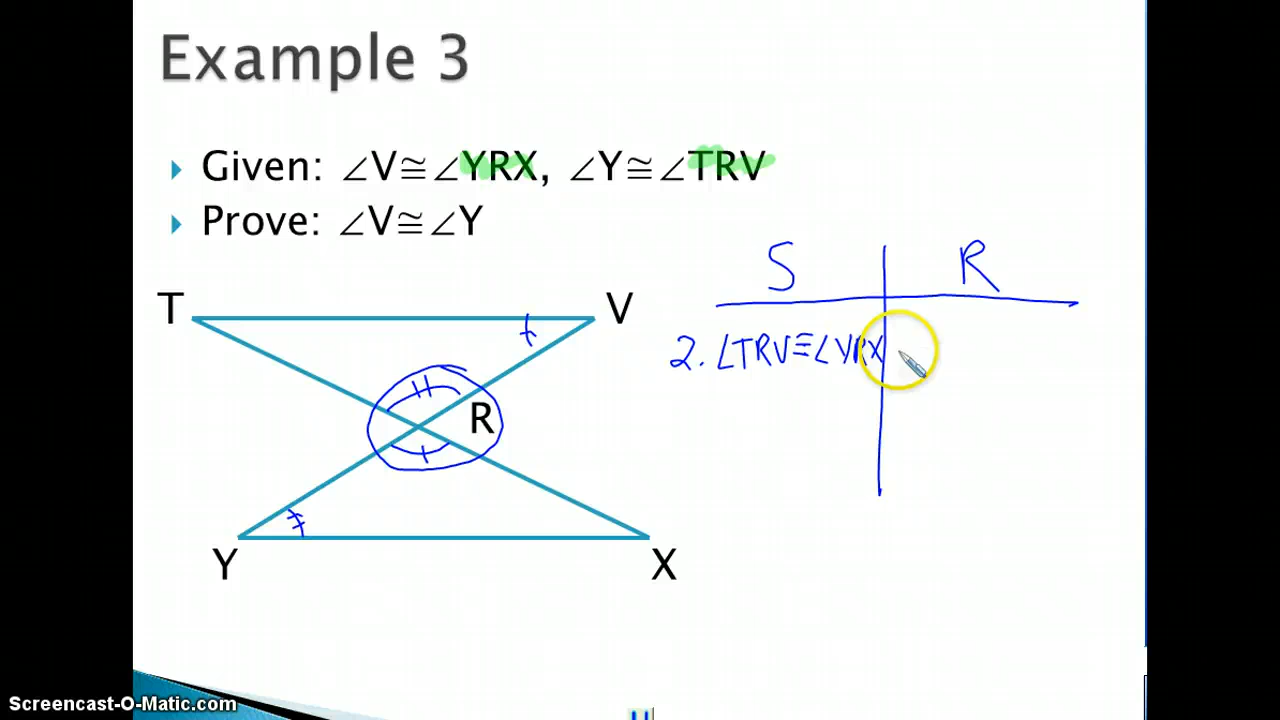 Example 3
Given: ∠V≅∠YRX, ∠Y≅∠TRV
Prove: ∠V≅∠Y
S R
T V
2. ∠TRV≅∠YRX
R
Y X
Screencast-O-Matic.com